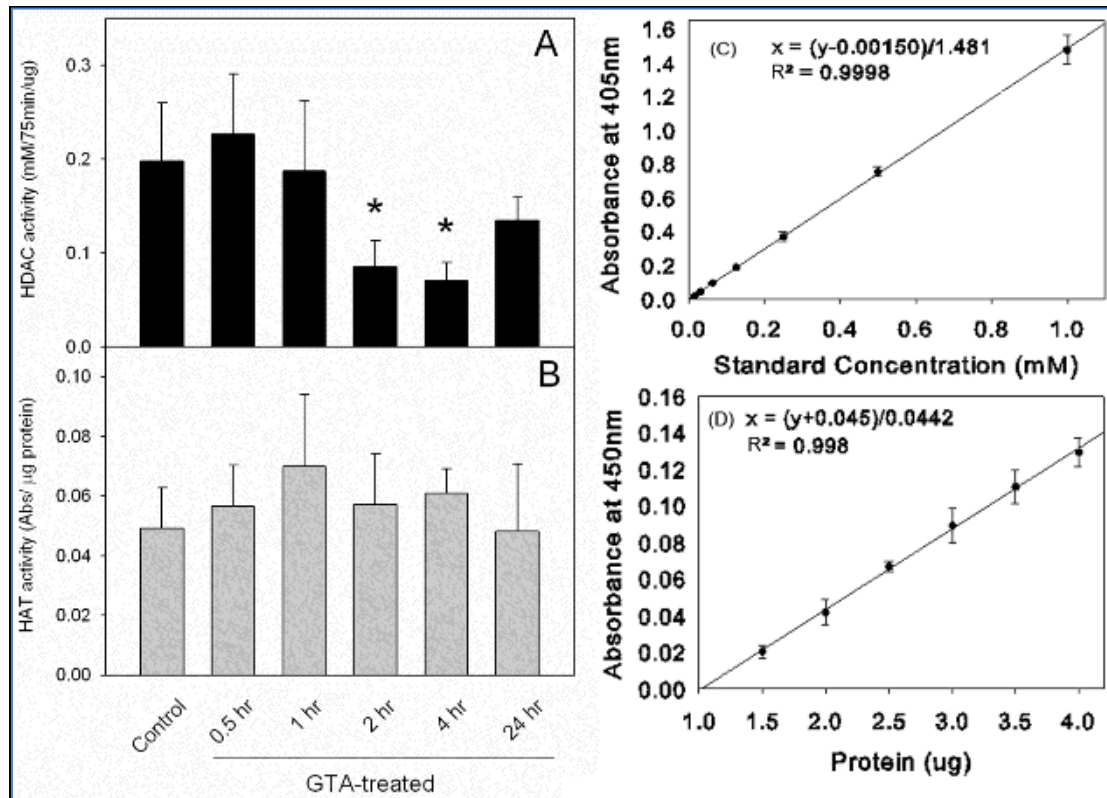 A
HDAC activity (mM/75min/ug)
0.3
0.2
0.1
0.0
*
*
B
HAT activity (Abs/ μg protein)
0.10
0.08
0.06
0.04
0.02
0.00
Control
0.5 hr
1 hr
2 hr
4 hr
24 hr
GTA-treated
(C) x = (y-0.00150)/1.481
R² = 0.9998
Absorbance at 405nm
1.6
1.4
1.2
1.0
0.8
0.6
0.4
0.2
0.0
0.0 0.2 0.4 0.6 0.8 1.0
Standard Concentration (mM)
(D) x = (y+0.045)/0.0442
R² = 0.998
Absorbance at 450nm
0.16
0.14
0.12
0.10
0.08
0.06
0.04
0.02
0.00
1.0 1.5 2.0 2.5 3.0 3.5 4.0
Protein (ug)